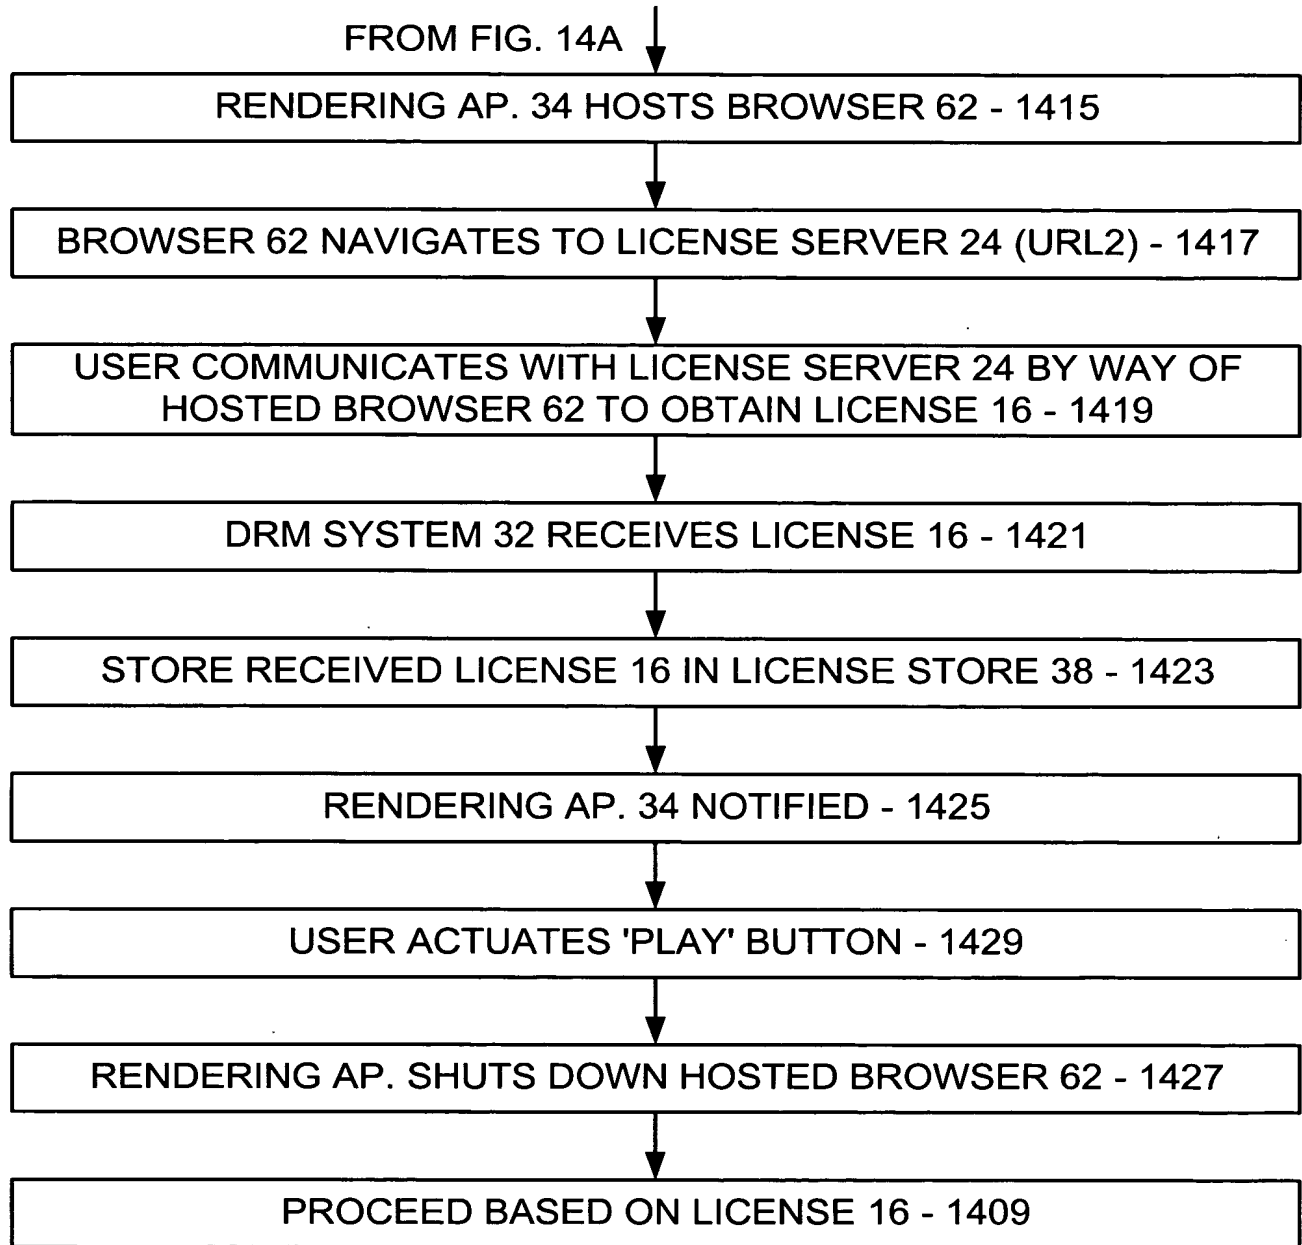 FROM FIG. 14A
RENDERING AP. 34 HOSTS BROWSER 62 - 1415
BROWSER 62 NAVIGATES TO LICENSE SERVER 24 (URL2) - 1417
USER COMMUNICATES WITH LICENSE SERVER 24 BY WAY OF
HOSTED BROWSER 62 TO OBTAIN LICENSE 16 - 1419
DRM SYSTEM 32 RECEIVES LICENSE 16 - 1421
STORE RECEIVED LICENSE 16 IN LICENSE STORE 38 - 1423
RENDERING AP. 34 NOTIFIED - 1425
USER ACTUATES 'PLAY' BUTTON - 1429
RENDERING AP. SHUTS DOWN HOSTED BROWSER 62 - 1427
PROCEED BASED ON LICENSE 16 - 1409